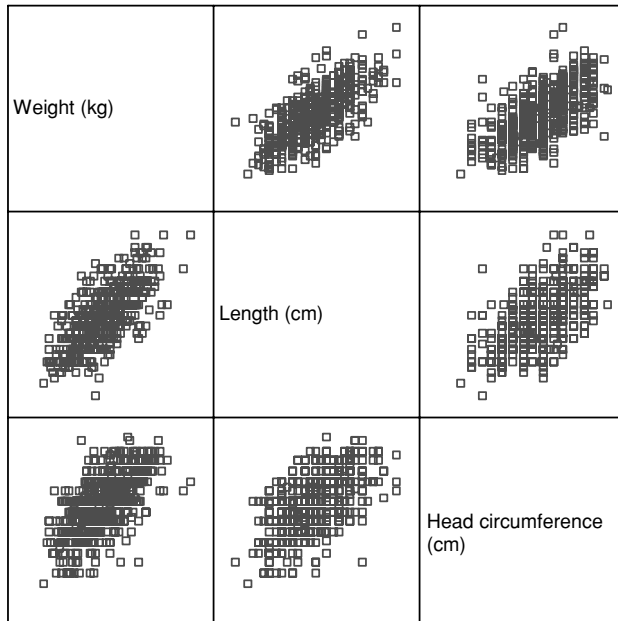 Weight (kg)
Length (cm)
Head circumference
(cm)